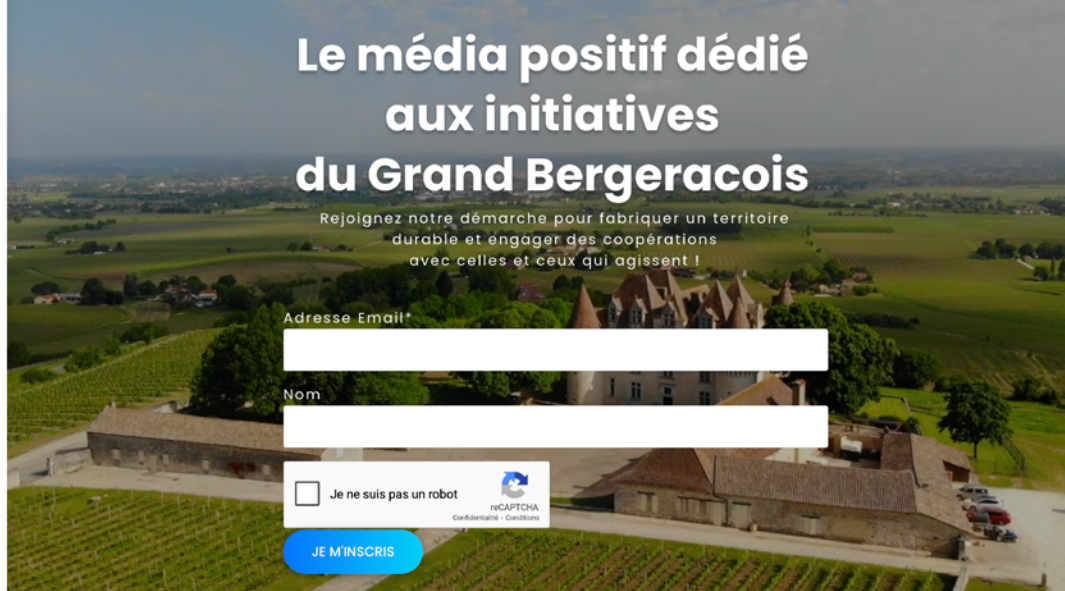 Le média positif dédié
aux initiatives
du Grand Bergeracois
Rejoignez notre démarche pour fabriquer un territoire
durable et engager des coopérations
avec celles et ceux qui agissent !
Adresse Email*
Nom
Je ne suis pas un robot
reCAPTCHA
Confidentialité - Conditions
JE M'INSCRIS